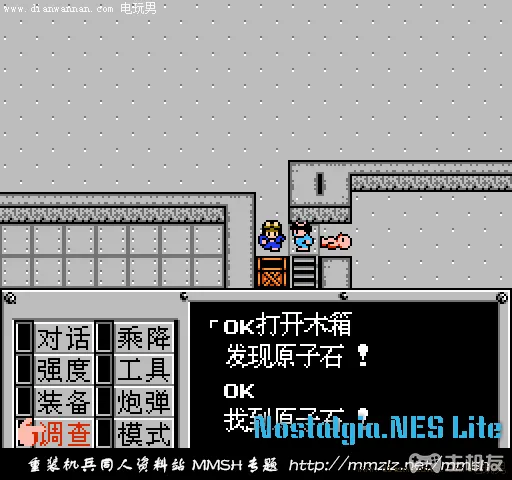 www.dianwannan.com 电玩男
「OK打开木箱
发现原子石！
OK
找到原子石！
对话 乘降
强度 工具
装备 炮弹
调查 模式
Nostalgia.NES Lite
重装机兵同人资料站 MMSH专题 http://mmzlz.net/mmsh